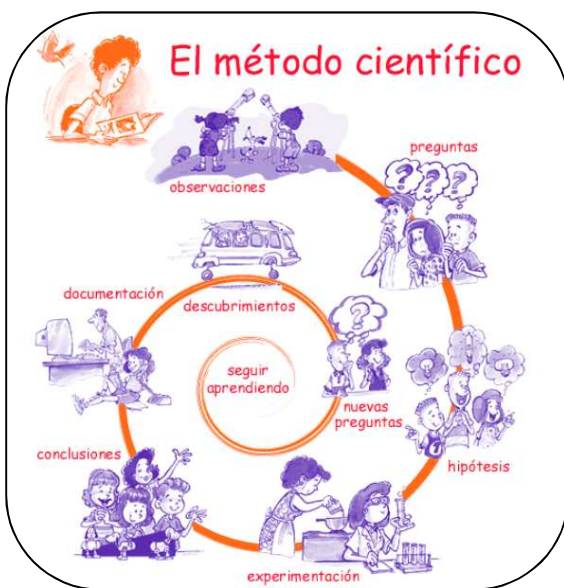 El método científico
observaciones
preguntas
hipótesis
experimentación
conclusiones
documentación
descubrimientos
nuevas
preguntas
seguir
aprendiendo